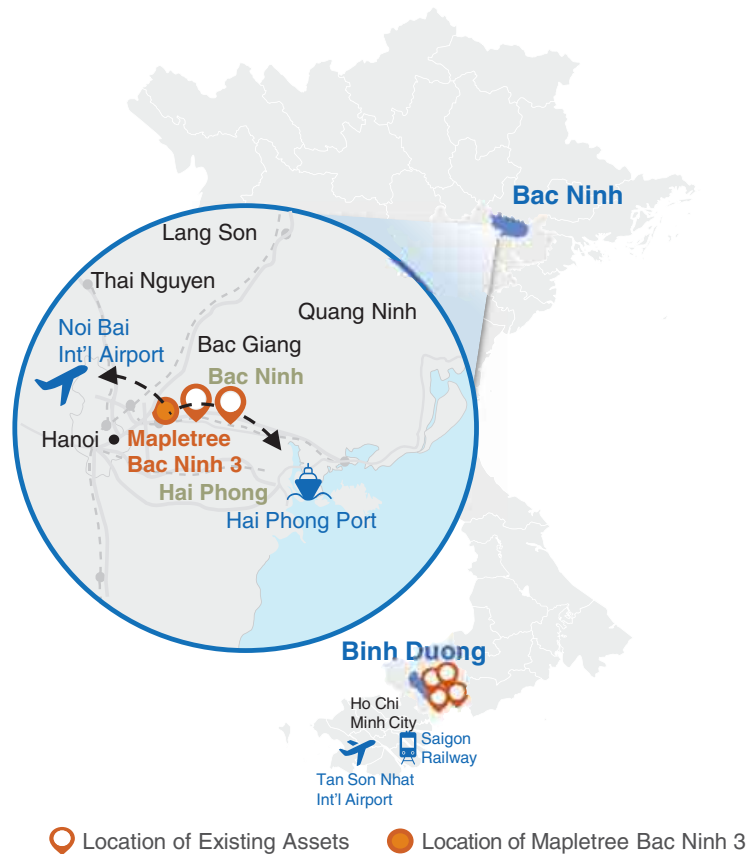 Bac Ninh
Lang Son
Thai Nguyen
Quang Ninh
Noi Bai
Int'l Airport
Bac Giang
Bac Ninh
Hanoi
Mapletree
Bac Ninh 3
Hai Phong
Hai Phong Port
Binh Duong
Ho Chi
Minh City
Saigon
Railway
Tan Son Nhat
Int'l Airport
Location of Existing Assets
Location of Mapletree Bac Ninh 3